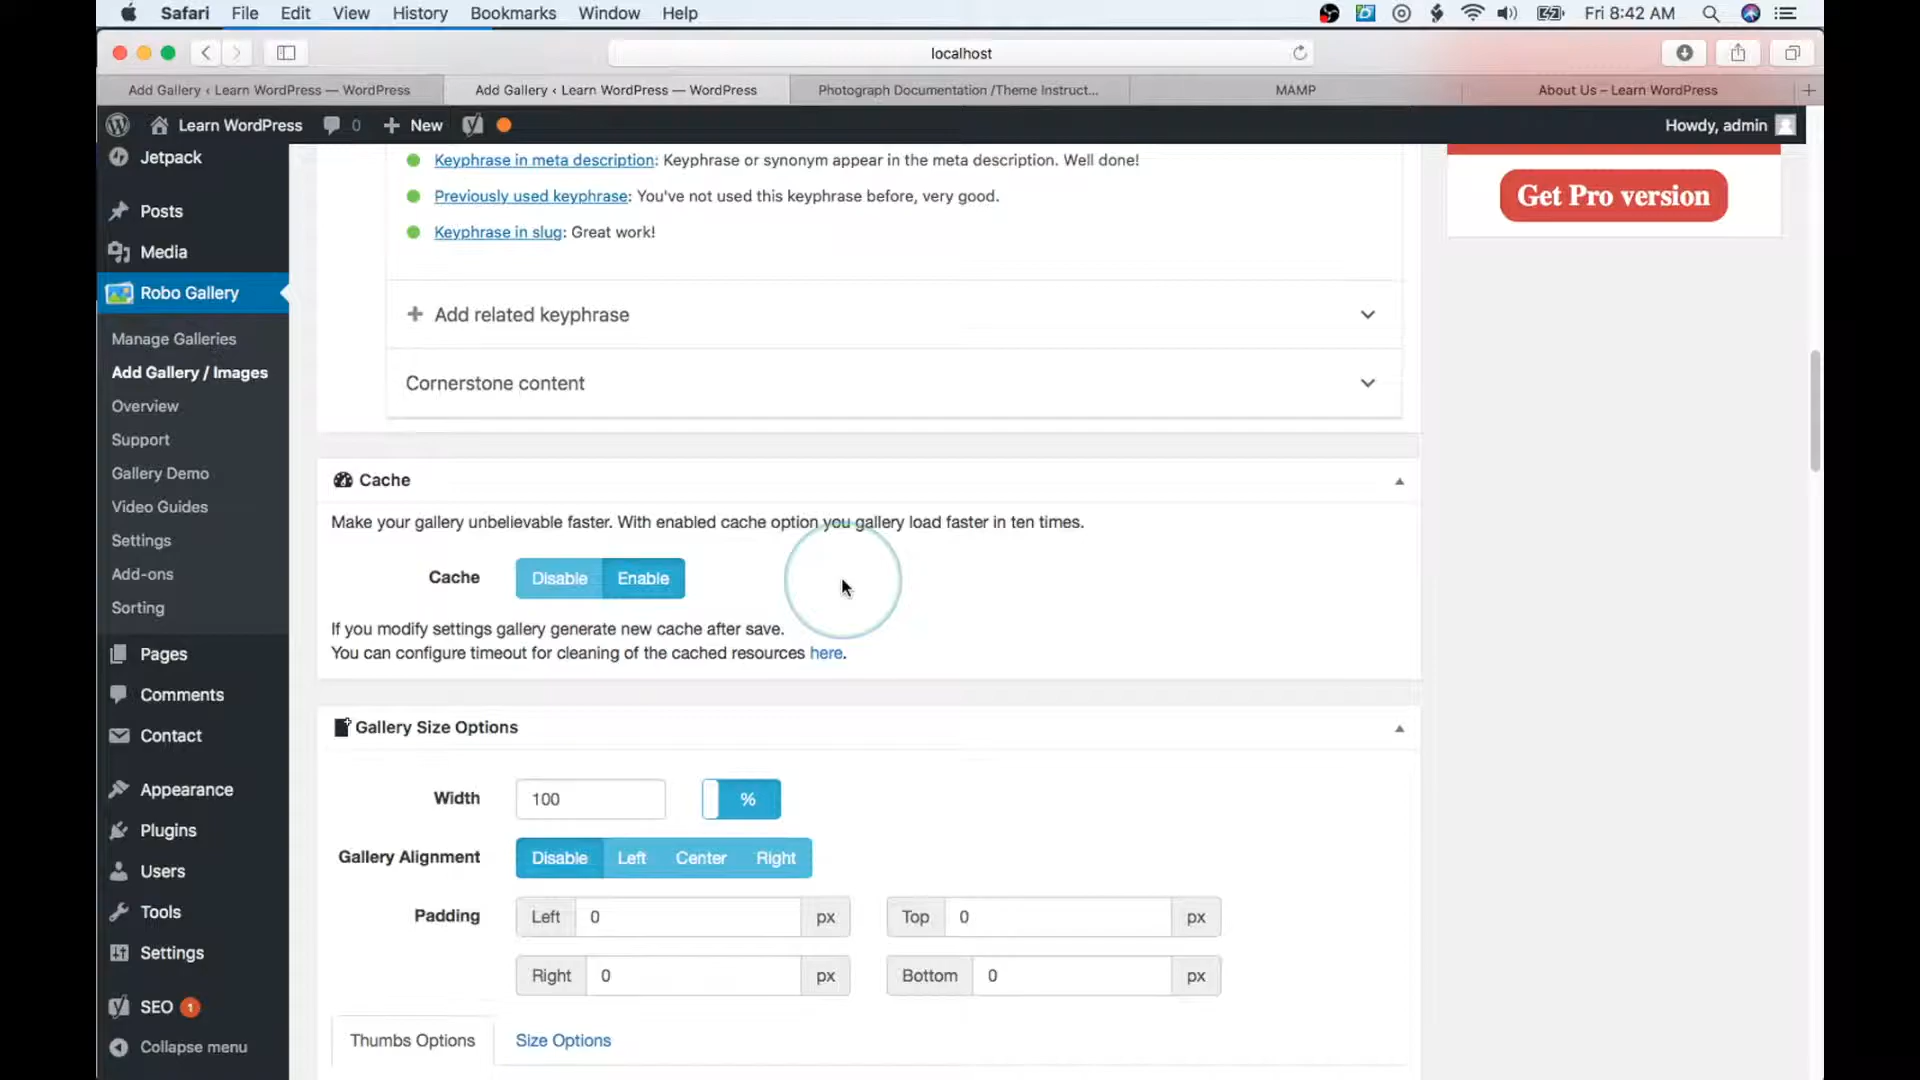 Safari File Edit View History Bookmarks Window Help Fri 8:42 AM
localhost
Add Gallery ‹ Learn WordPress — WordPress
Add Gallery ‹ Learn WordPress — WordPress
Photograph Documentation /Theme Instruct...
MAMP
About Us – Learn WordPress
Learn WordPress 0 New Howdy, admin
Jetpack
Posts
Media
Robo Gallery
Manage Galleries
Add Gallery / Images
Overview
Support
Gallery Demo
Video Guides
Settings
Add-ons
Sorting
Pages
Comments
Contact
Appearance
Plugins
Users
Tools
Settings
SEO 1
Collapse menu
Keyphrase in meta description: Keyphrase or synonym appear in the meta description. Well done!
Previously used keyphrase: You've not used this keyphrase before, very good.
Keyphrase in slug: Great work!
Add related keyphrase
Cornerstone content
Cache
Make your gallery unbelievable faster. With enabled cache option you gallery load faster in ten times.
Cache Disable Enable
If you modify settings gallery generate new cache after save.
You can configure timeout for cleaning of the cached resources here.
Gallery Size Options
Width 100 %
Gallery Alignment Disable Left Center Right
Padding Left 0 px Top 0 px
Right 0 px Bottom 0 px
Thumbs Options Size Options
Get Pro version